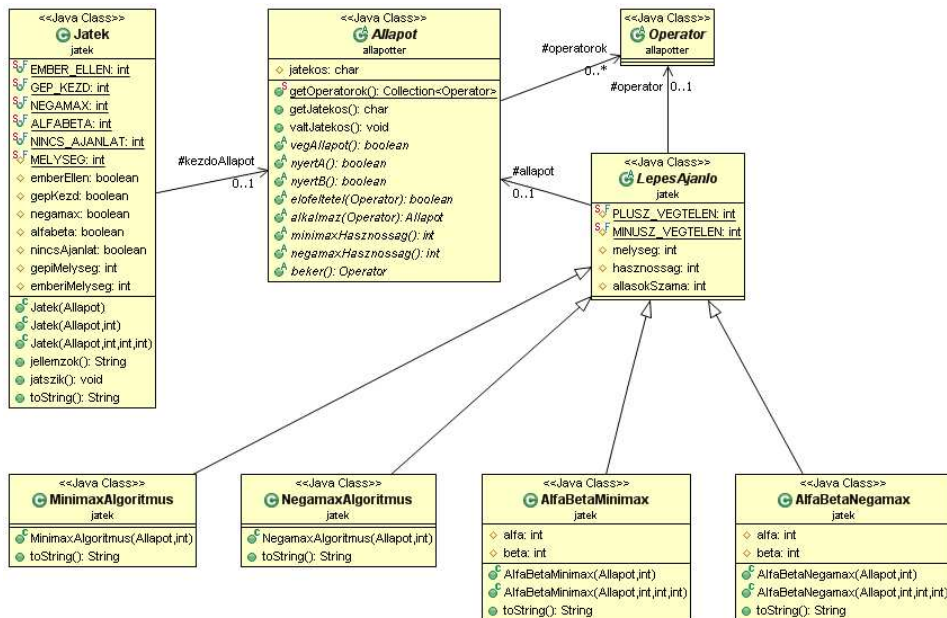 <<Java Class>>
Jatek
jatek
EMBER_ELLEN: int
GEP_KEZD: int
NEGAMAX: int
ALFABETA: int
NINCS_AJANLAT: int
MELYSEG: int
emberEllen: boolean
gepKezd: boolean
negamax: boolean
alfabeta: boolean
nincsAjanlat: boolean
gepiMelyseg: int
emberiMelyseg: int
Jatek(Allapot)
Jatek(Allapot,int)
Jatek(Allapot,int,int,int)
jellemzok(): String
jatszik(): void
toString(): String
#kezdoAllapot
0..1
<<Java Class>>
Allapot
allapotter
jatekos: char
getOperatorok(): Collection<Operator>
getJatekos(): char
valtJatekos(): void
vegAllapot(): boolean
nyertA(): boolean
nyertB(): boolean
elofeltetel(Operator): boolean
alkalmaz(Operator): Allapot
minimaxHasznossag(): int
negamaxHasznossag(): int
beker(): Operator
#operatorok
0..*
<<Java Class>>
Operator
allapotter
#operator
0..1
#allapot
0..1
<<Java Class>>
LepesAjanlo
jatek
PLUSZ_VEGTELEN: int
MINUSZ_VEGTELEN: int
melyseg: int
hasznossag: int
allasokSzama: int
<<Java Class>>
MinimaxAlgoritmus
jatek
MinimaxAlgoritmus(Allapot,int)
toString(): String
<<Java Class>>
NegamaxAlgoritmus
jatek
NegamaxAlgoritmus(Allapot,int)
toString(): String
<<Java Class>>
AlfaBetaMinimax
jatek
alfa: int
beta: int
AlfaBetaMinimax(Allapot,int)
AlfaBetaMinimax(Allapot,int,int,int)
toString(): String
<<Java Class>>
AlfaBetaNegamax
jatek
alfa: int
beta: int
AlfaBetaNegamax(Allapot,int)
AlfaBetaNegamax(Allapot,int,int,int)
toString(): String